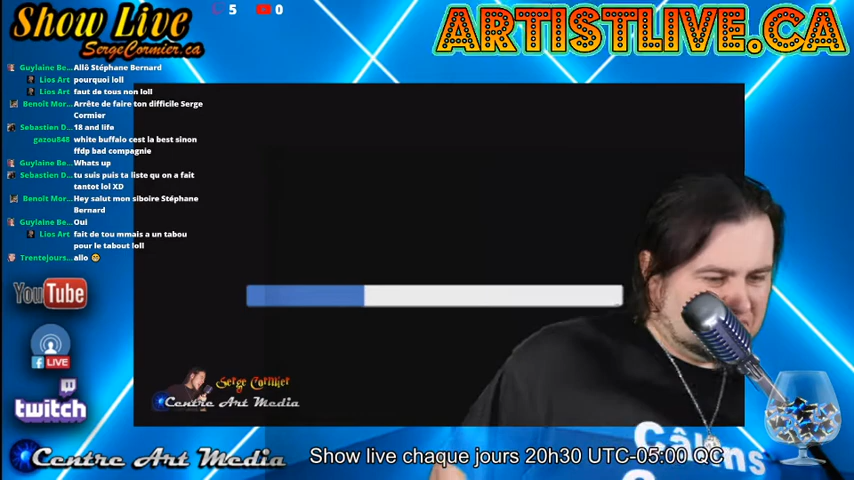 Show Live
SergeCormier.ca
5
0
ARTISTLIVE.CA
Guylaine Be... Allô Stéphane Bernard
Lios Art pourquoi loll
Lios Art faut de tous non loll
Benoît Mor... Arrête de faire ton difficile Serge
Cormier
Sebastien D... 18 and life
gazou848 white buffalo cest la best sinon
ffdp bad compagnie
Guylaine Be... Whats up
Sebastien D... tu suis puis ta liste qu on a fait
tantot lol XD
Benoît Mor... Hey salut mon siboire Stéphane
Bernard
Guylaine Be... Oui
Lios Art fait de tou mmais a un tabou
pour le tabout loll
Trentejours... allo
YouTube
LIVE
twitch
Serge Cormier
Centre Art Media
Centre Art Media
Show live chaque jours 20h30 UTC-05:00 QC